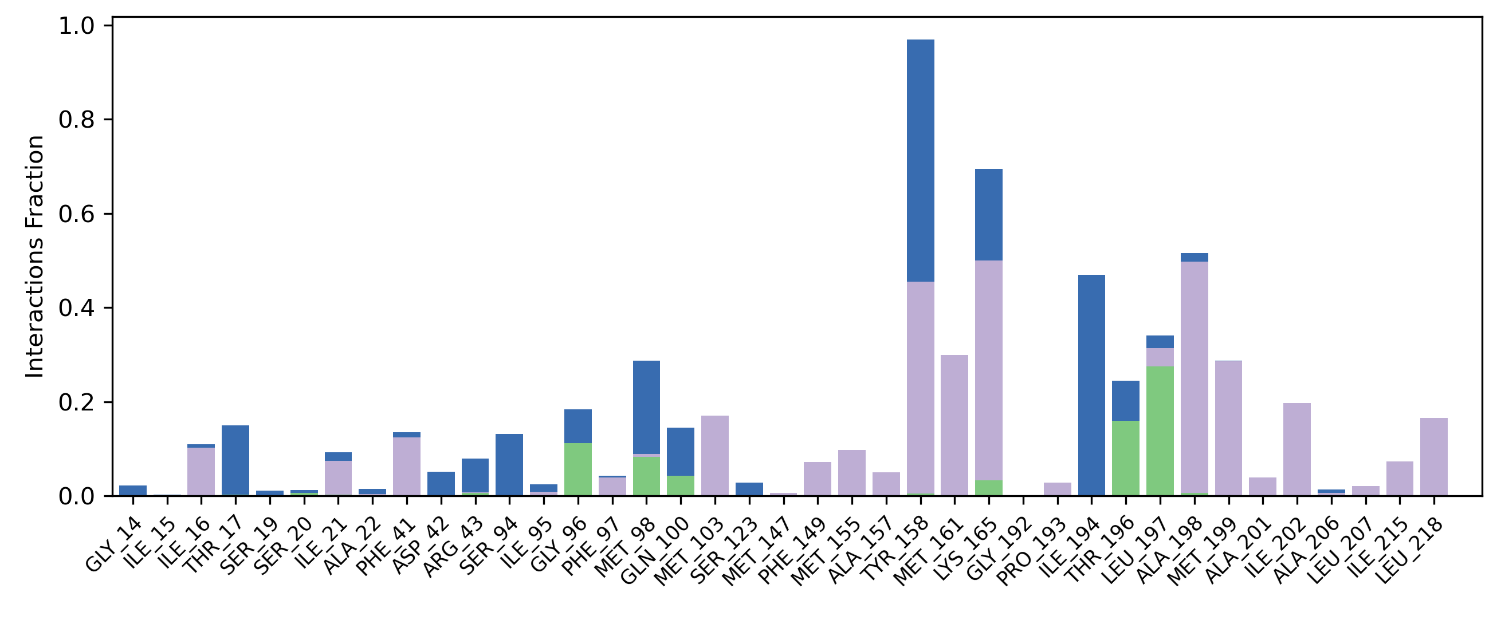 Interactions Fraction
1.0
0.8
0.6
0.4
0.2
0.0
GLY_14
ILE_15
ILE_16
THR_17
SER_19
SER_20
ILE_21
ALA_22
PHE_41
ASP_42
ARG_43
SER_94
ILE_95
GLY_96
PHE_97
MET_98
GLN_100
MET_103
SER_123
MET_147
PHE_149
MET_155
ALA_157
TYR_158
MET_161
LYS_165
GLY_192
PRO_193
ILE_194
THR_196
LEU_197
ALA_198
MET_199
ALA_201
ILE_202
ALA_206
LEU_207
ILE_215
LEU_218